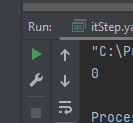 Run: itStep.ya
"C:\P
0
Proces